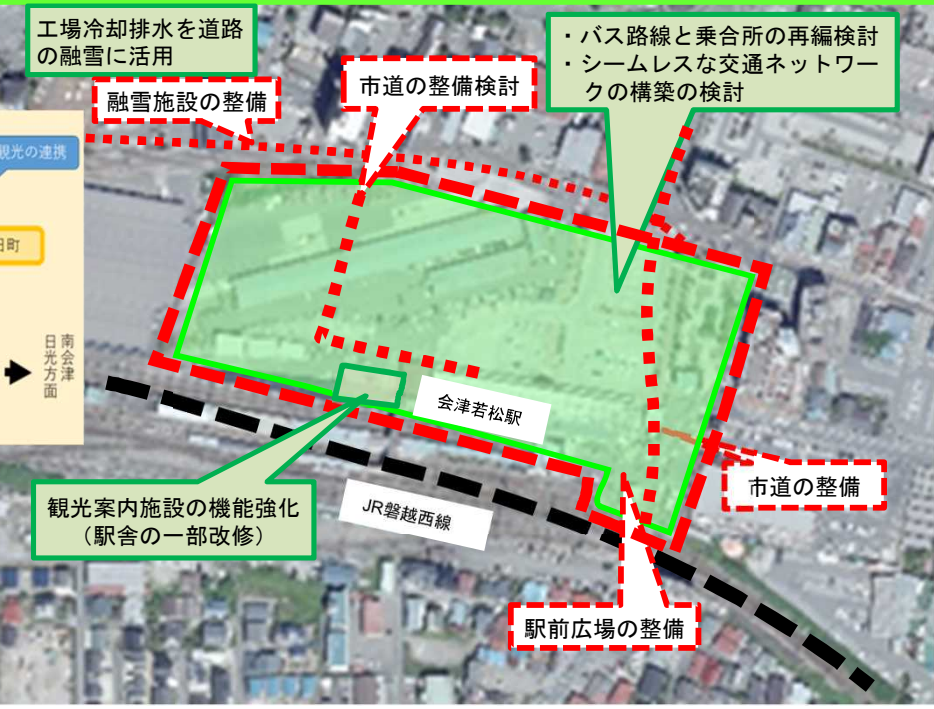 工場冷却排水を道路
の融雪に活用
・バス路線と乗合所の再編検討
・シームレスな交通ネットワー
クの構築の検討
市道の整備検討
融雪施設の整備
観光の連携
日町
南会津
日光方面
会津若松駅
市道の整備
観光案内施設の機能強化
（駅舎の一部改修）
JR磐越西線
駅前広場の整備